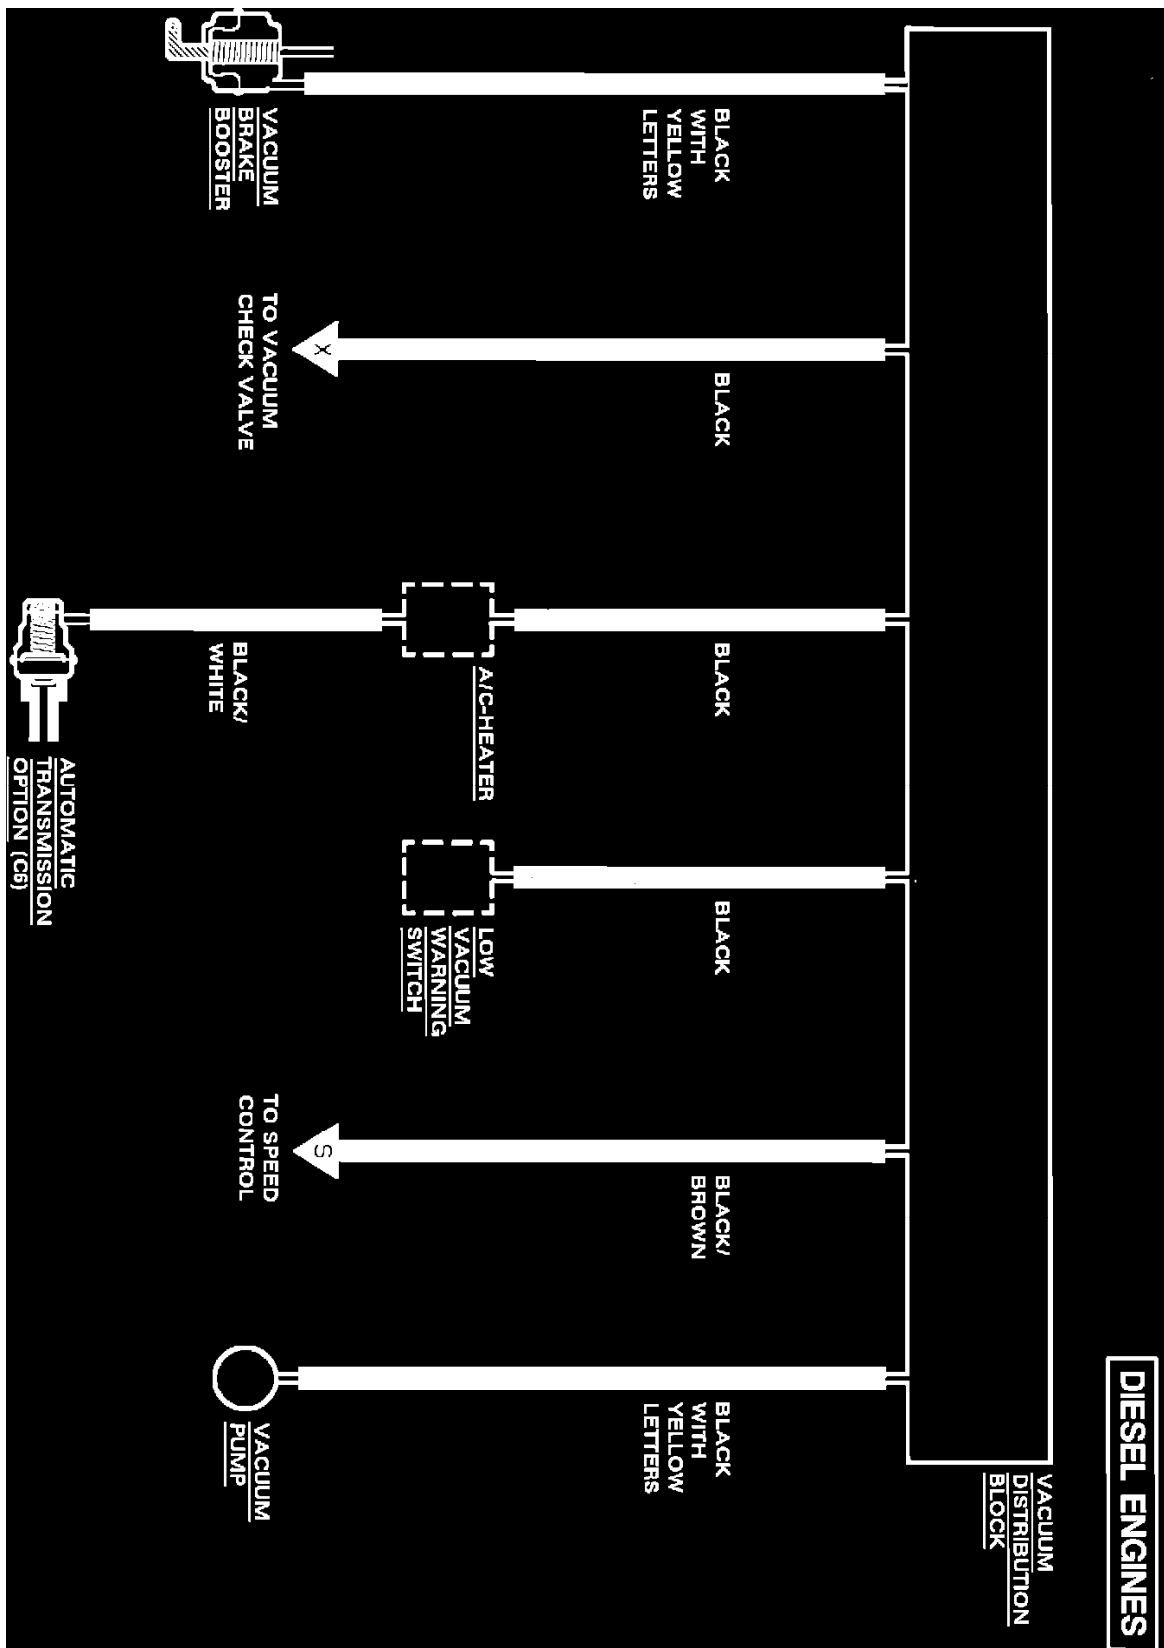 DIESEL ENGINES
VACUUM
DISTRIBUTION
BLOCK
BLACK
WITH
YELLOW
LETTERS
BLACK
BLACK
BLACK
BLACK/
BROWN
BLACK
WITH
YELLOW
LETTERS
A/C-HEATER
LOW
VACUUM
WARNING
SWITCH
X
S
VACUUM
BRAKE
BOOSTER
TO VACUUM
CHECK VALVE
BLACK/
WHITE
TO SPEED
CONTROL
VACUUM
PUMP
AUTOMATIC
TRANSMISSION
OPTION (C6)